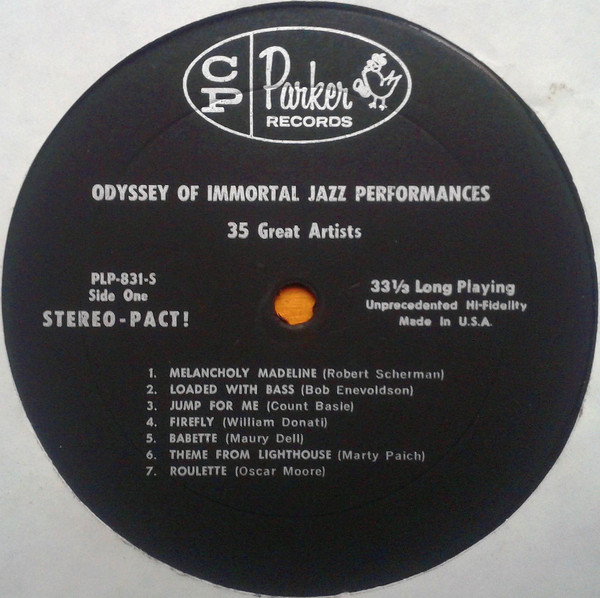 CP Parker
RECORDS
ODYSSEY OF IMMORTAL JAZZ PERFORMANCES
35 Great Artists
PLP-831-S
Side One
STEREO-PACT!
33⅓ Long Playing
Unprecedented Hi-Fidelity
Made In U.S.A.
1. MELANCHOLY MADELINE (Robert Scherman)
2. LOADED WITH BASS (Bob Enevoldson)
3. JUMP FOR ME (Count Basie)
4. FIREFLY (William Donati)
5. BABETTE (Maury Dell)
6. THEME FROM LIGHTHOUSE (Marty Paich)
7. ROULETTE (Oscar Moore)